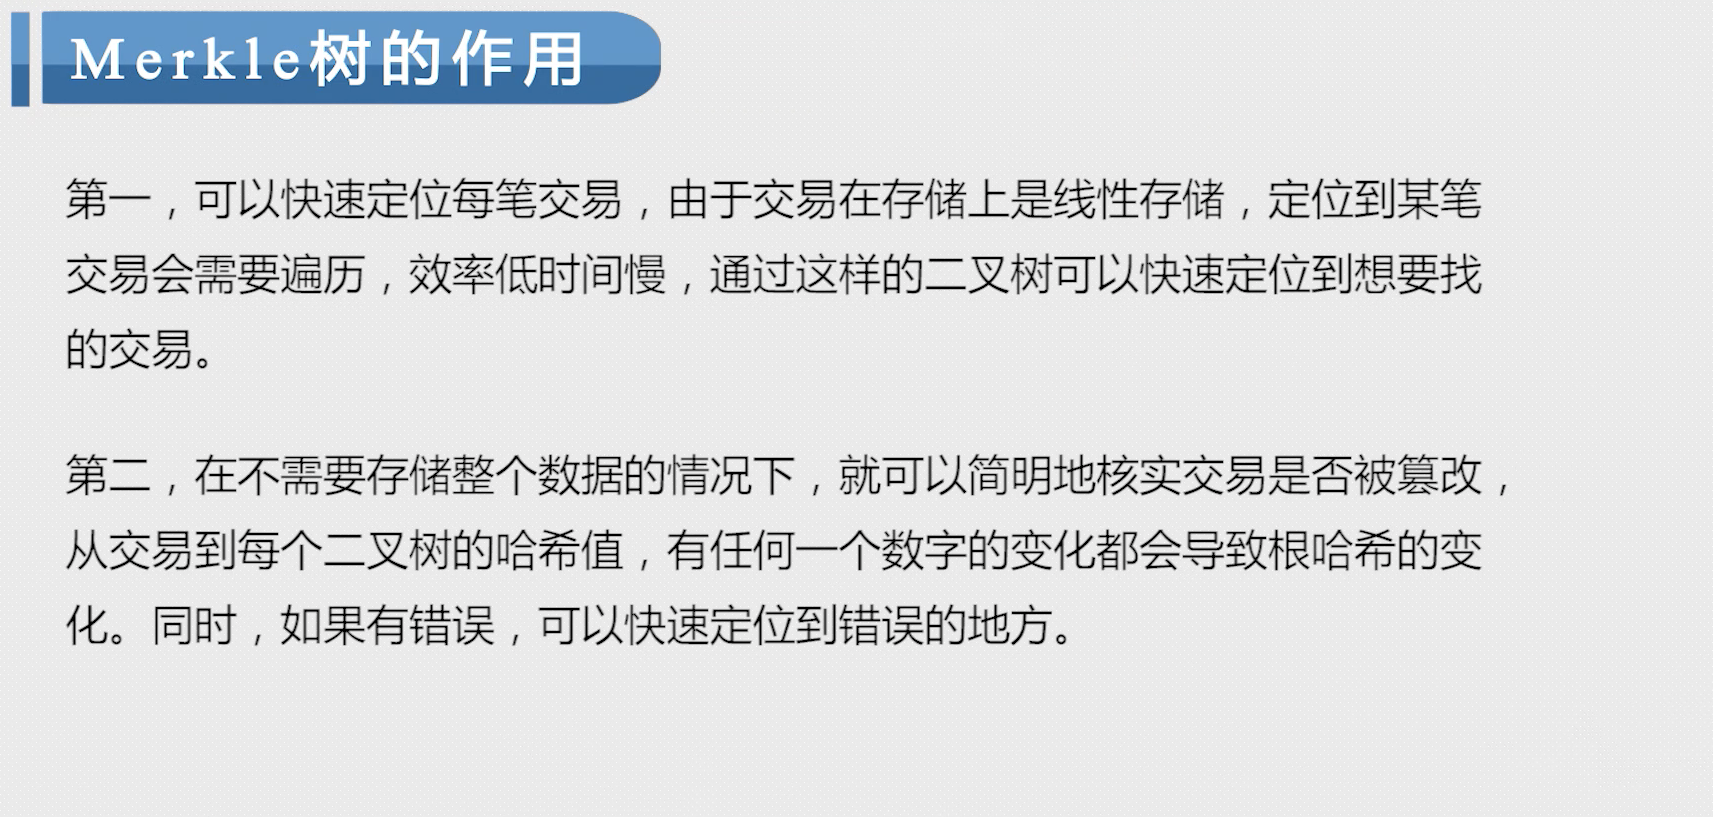 Merkle树的作用
第一，可以快速定位每笔交易，由于交易在存储上是线性存储，定位到某笔
交易会需要遍历，效率低时间慢，通过这样的二叉树可以快速定位到想要找
的交易。
第二，在不需要存储整个数据的情况下，就可以简明地核实交易是否被篡改，
从交易到每个二叉树的哈希值，有任何一个数字的变化都会导致根哈希的变
化。同时，如果有错误，可以快速定位到错误的地方。